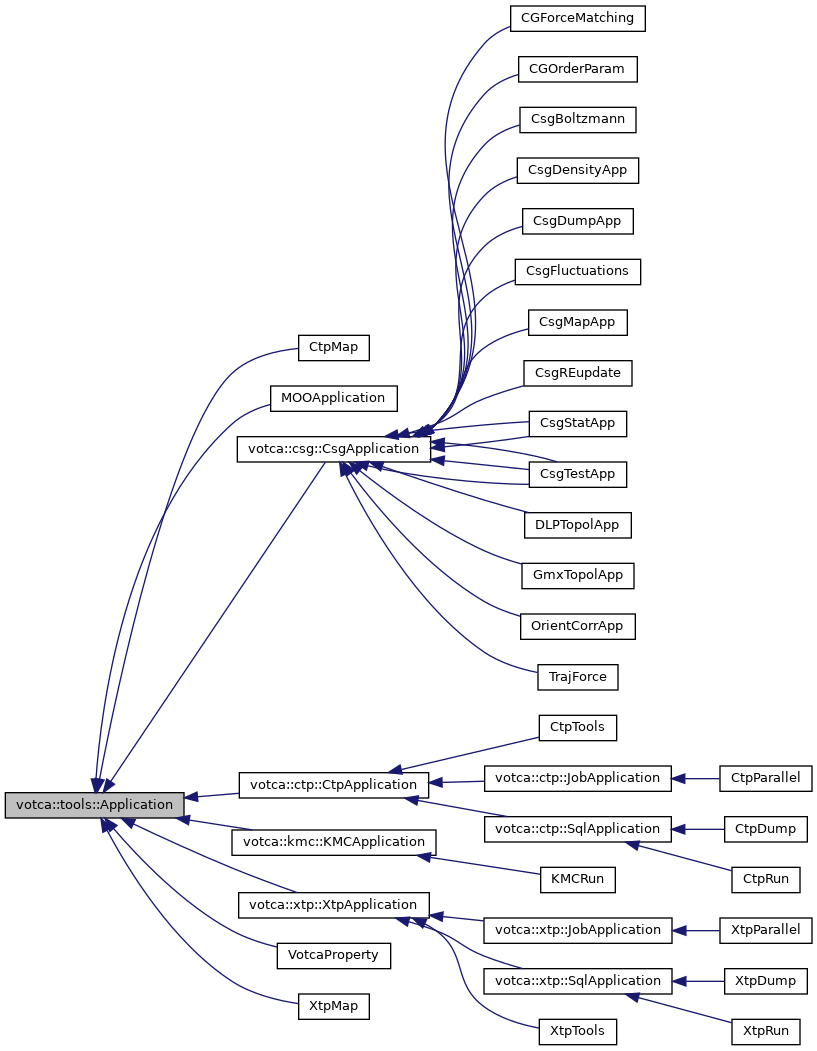 CGForceMatching
CGOrderParam
CsgBoltzmann
CsgDensityApp
CsgDumpApp
CsgFluctuations
CsgMapApp
CtpMap
CsgREupdate
MOOApplication
CsgStatApp
votca::csg::CsgApplication
CsgTestApp
DLPTopolApp
GmxTopolApp
OrientCorrApp
TrajForce
CtpTools
votca::ctp::JobApplication
CtpParallel
votca::ctp::CtpApplication
votca::tools::Application
votca::ctp::SqlApplication
CtpDump
votca::kmc::KMCApplication
KMCRun
CtpRun
votca::xtp::XtpApplication
votca::xtp::JobApplication
XtpParallel
VotcaProperty
votca::xtp::SqlApplication
XtpDump
XtpMap
XtpTools
XtpRun